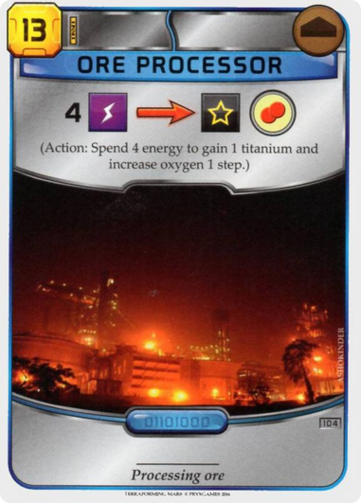 13
ORE PROCESSOR
4
(Action: Spend 4 energy to gain 1 titanium and
increase oxygen 1 step.)
01101000
104
Processing ore
TERRAFORMING MARS © FRYXGAMES 2016